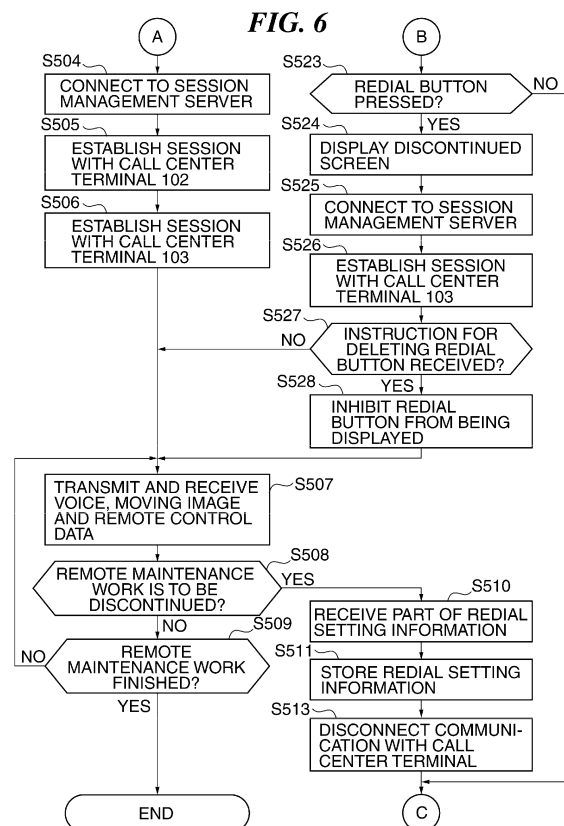 FIG. 6
A
S504
CONNECT TO SESSION
MANAGEMENT SERVER
S505
ESTABLISH SESSION
WITH CALL CENTER
TERMINAL 102
S506
ESTABLISH SESSION
WITH CALL CENTER
TERMINAL 103
B
S523
REDIAL BUTTON
PRESSED?
NO
YES
S524
DISPLAY DISCONTINUED
SCREEN
S525
CONNECT TO SESSION
MANAGEMENT SERVER
S526
ESTABLISH SESSION
WITH CALL CENTER
TERMINAL 103
S527
INSTRUCTION FOR
DELETING REDIAL
BUTTON RECEIVED?
NO
YES
S528
INHIBIT REDIAL
BUTTON FROM BEING
DISPLAYED
S507
TRANSMIT AND RECEIVE
VOICE, MOVING IMAGE
AND REMOTE CONTROL
DATA
S508
REMOTE MAINTENANCE
WORK IS TO BE
DISCONTINUED?
YES
NO
S509
REMOTE
MAINTENANCE WORK
FINISHED?
NO
YES
END
S510
RECEIVE PART OF REDIAL
SETTING INFORMATION
S511
STORE REDIAL SETTING
INFORMATION
S513
DISCONNECT COMMUNI-
CATION WITH CALL
CENTER TERMINAL
C